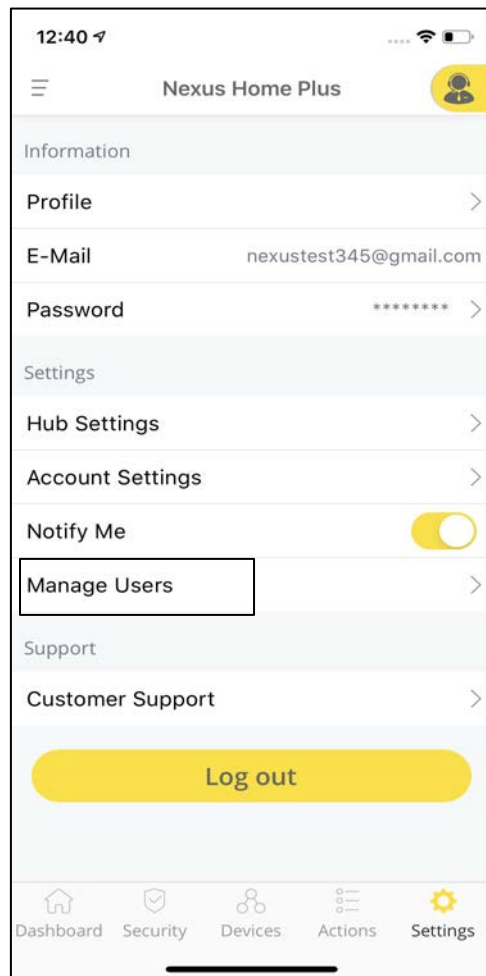 12:40
Nexus Home Plus
Information
Profile
E-Mail nexustest345@gmail.com
Password ********
Settings
Hub Settings
Account Settings
Notify Me
Manage Users
Support
Customer Support
Log out
Dashboard Security Devices Actions Settings